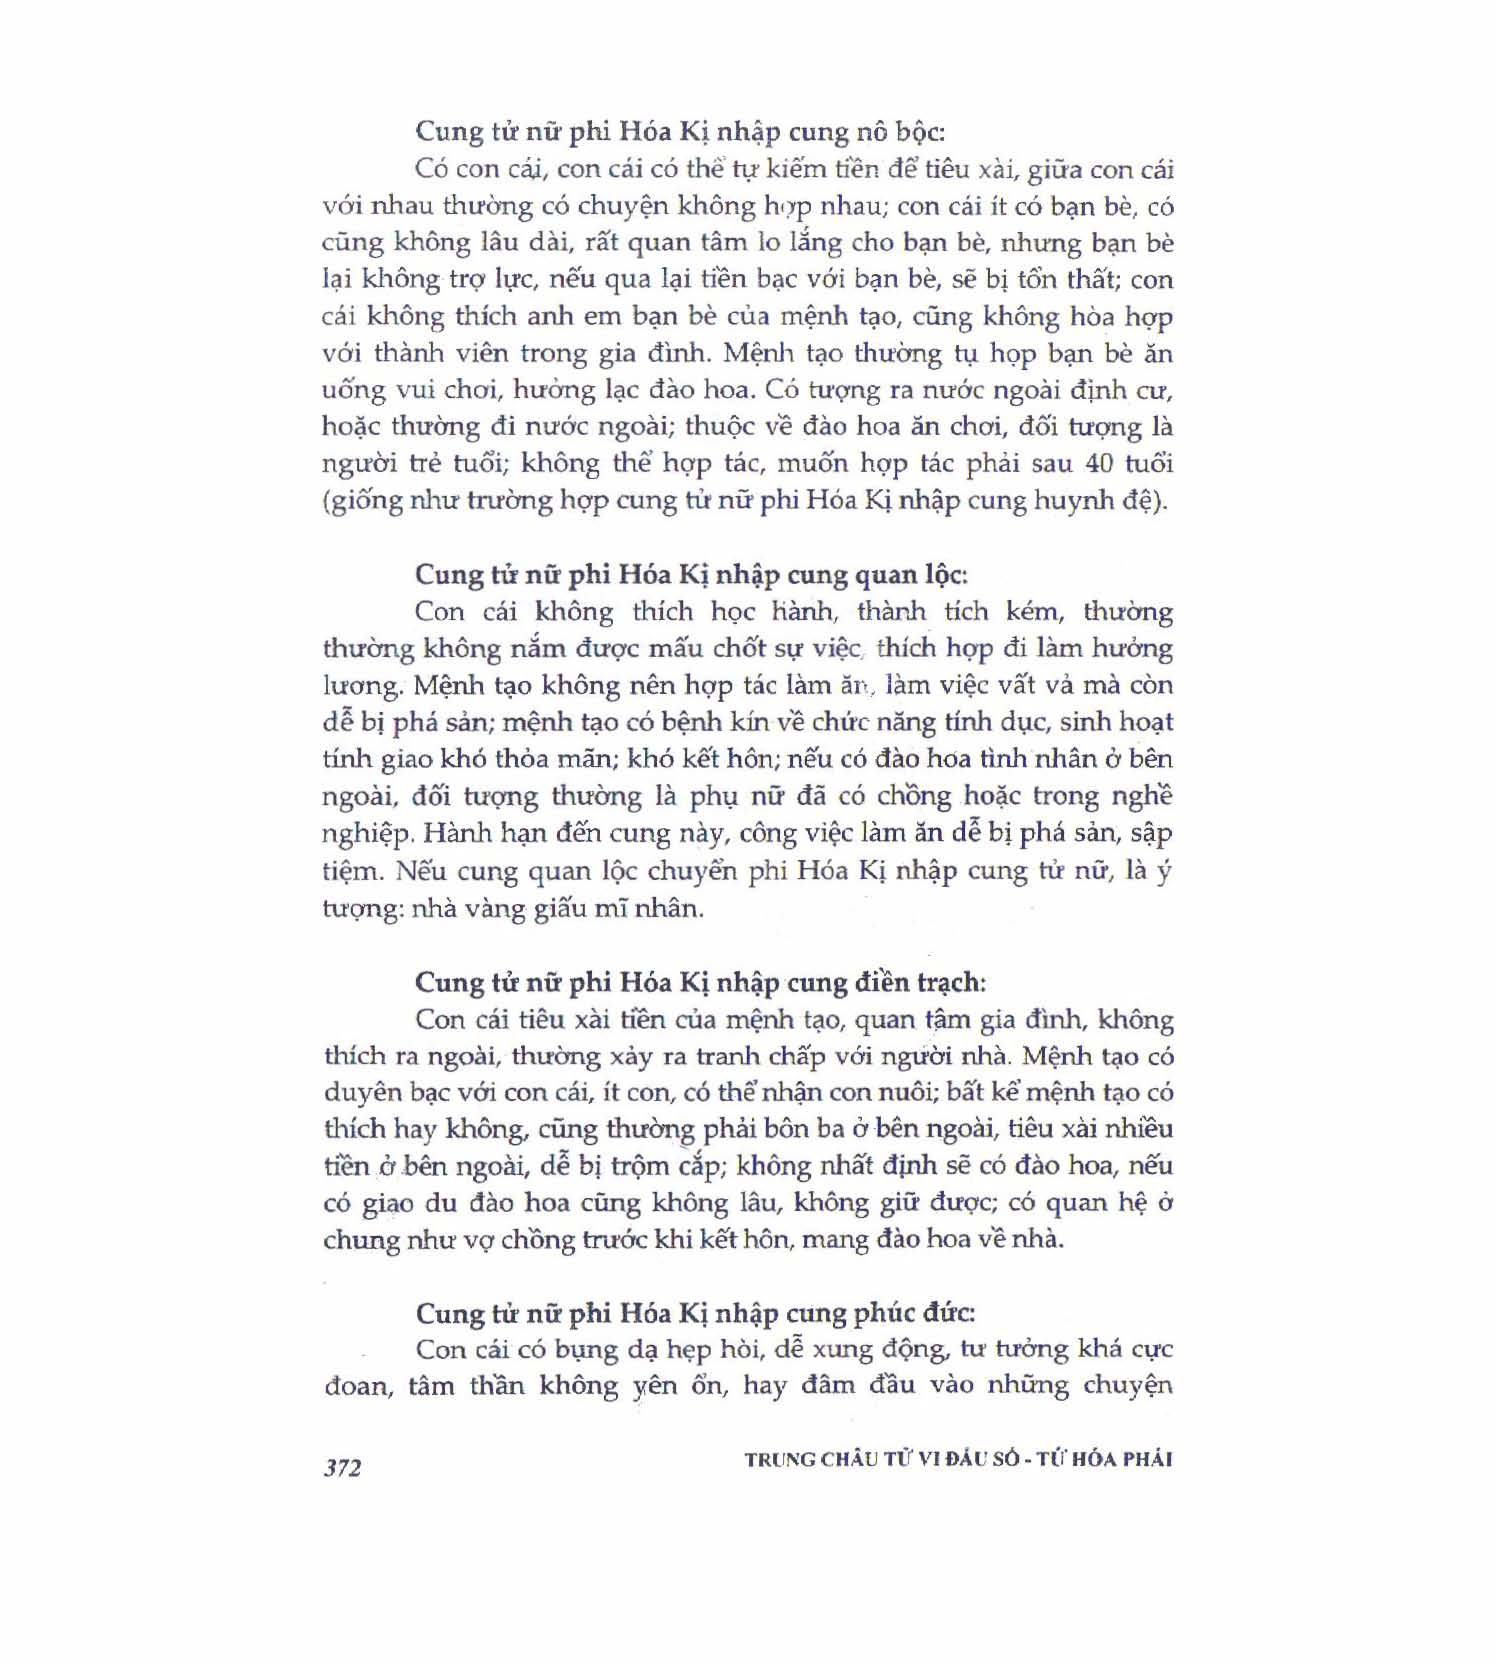 Cung tử nữ phi Hóa Kị nhập cung nô bộc:
Có con cái, con cái có thể tự kiếm tiền để tiêu xài, giữa con cái
với nhau thường có chuyện không hợp nhau; con cái ít có bạn bè, có
cũng không lâu dài, rất quan tâm lo lắng cho bạn bè, nhưng bạn bè
lại không trợ lực, nếu qua lại tiền bạc với bạn bè, sẽ bị tổn thất; con
cái không thích anh em bạn bè của mệnh tạo, cũng không hòa hợp
với thành viên trong gia đình. Mệnh tạo thường tụ họp bạn bè ăn
uống vui chơi, hưởng lạc đào hoa. Có tượng ra nước ngoài định cư,
hoặc thường đi nước ngoài; thuộc về đào hoa ăn chơi, đối tượng là
người trẻ tuổi; không thể hợp tác, muốn hợp tác phải sau 40 tuổi
(giống như trường hợp cung tử nữ phi Hóa Kị nhập cung huynh đệ).
Cung tử nữ phi Hóa Kị nhập cung quan lộc:
Con cái không thích học hành, thành tích kém, thường
thường không nắm được mấu chốt sự việc, thích hợp đi làm hưởng
lương. Mệnh tạo không nên hợp tác làm ăn, làm việc vất vả mà còn
dễ bị phá sản; mệnh tạo có bệnh kín về chức năng tính dục, sinh hoạt
tính giao khó thỏa mãn; khó kết hôn; nếu có đào hoa tình nhân ở bên
ngoài, đối tượng thường là phụ nữ đã có chồng hoặc trong nghề
nghiệp. Hành hạn đến cung này, công việc làm ăn dễ bị phá sản, sập
tiệm. Nếu cung quan lộc chuyển phi Hóa Kị nhập cung tử nữ, là ý
tượng: nhà vàng giấu mĩ nhân.
Cung tử nữ phi Hóa Kị nhập cung điền trạch:
Con cái tiêu xài tiền của mệnh tạo, quan tâm gia đình, không
thích ra ngoài, thường xảy ra tranh chấp với người nhà. Mệnh tạo có
duyên bạc với con cái, ít con, có thể nhận con nuôi; bất kể mệnh tạo có
thích hay không, cũng thường phải bôn ba ở bên ngoài, tiêu xài nhiều
tiền ở bên ngoài, dễ bị trộm cắp; không nhất định sẽ có đào hoa, nếu
có giao du đào hoa cũng không lâu, không giữ được; có quan hệ ở
chung như vợ chồng trước khi kết hôn, mang đào hoa về nhà.
Cung tử nữ phi Hóa Kị nhập cung phúc đức:
Con cái có bụng dạ hẹp hòi, dễ xung động, tư tưởng khá cực
đoan, tâm thần không yên ổn, hay đâm đầu vào những chuyện
372
TRUNG CHÂU TỬ VI ĐẨU SỐ - TỨ HÓA PHÁI